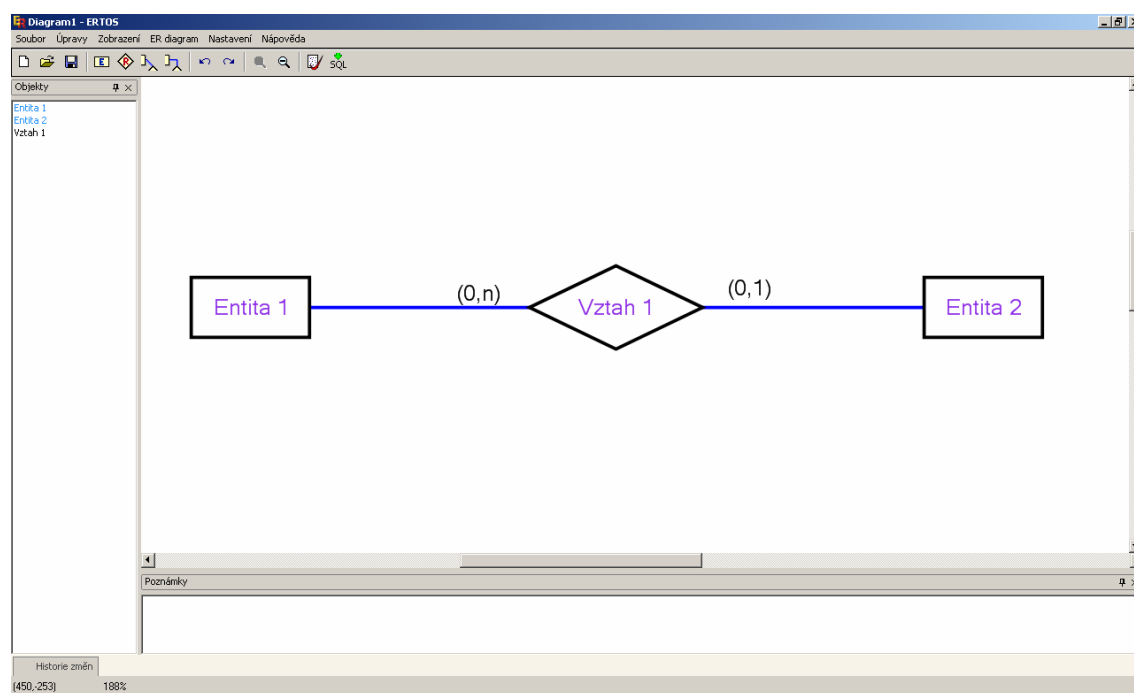 ER Diagram1 - ERTOS
Soubor Úpravy Zobrazení ER diagram Nastavení Nápověda
E R SQL
Objekty
Entita 1
Entita 2
Vztah 1
Entita 1 (0,n) Vztah 1 (0,1) Entita 2
Poznámky
Historie změn
(450,-253) 188%